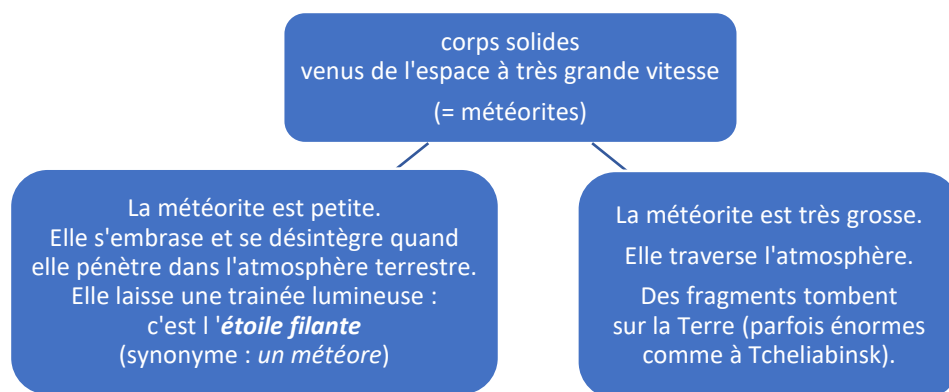 corps solides
venus de l'espace à très grande vitesse
(= météorites)
La météorite est petite.
Elle s'embrase et se désintègre quand
elle pénètre dans l'atmosphère terrestre.
Elle laisse une trainée lumineuse :
c'est l 'étoile filante
(synonyme : un météore)
La météorite est très grosse.
Elle traverse l'atmosphère.
Des fragments tombent
sur la Terre (parfois énormes
comme à Tcheliabinsk).